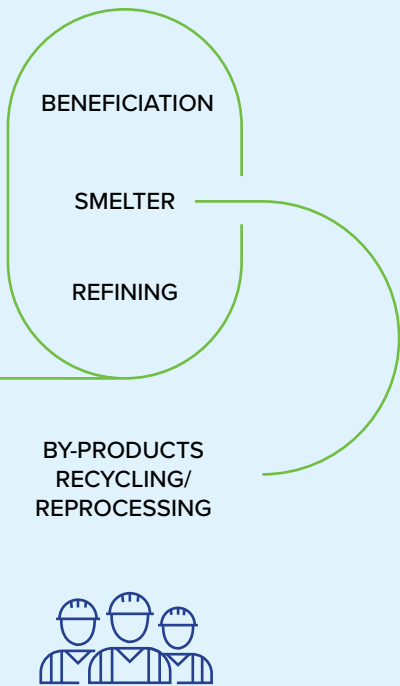 BENEFICIATION
SMELTER
REFINING
BY-PRODUCTS
RECYCLING/
REPROCESSING